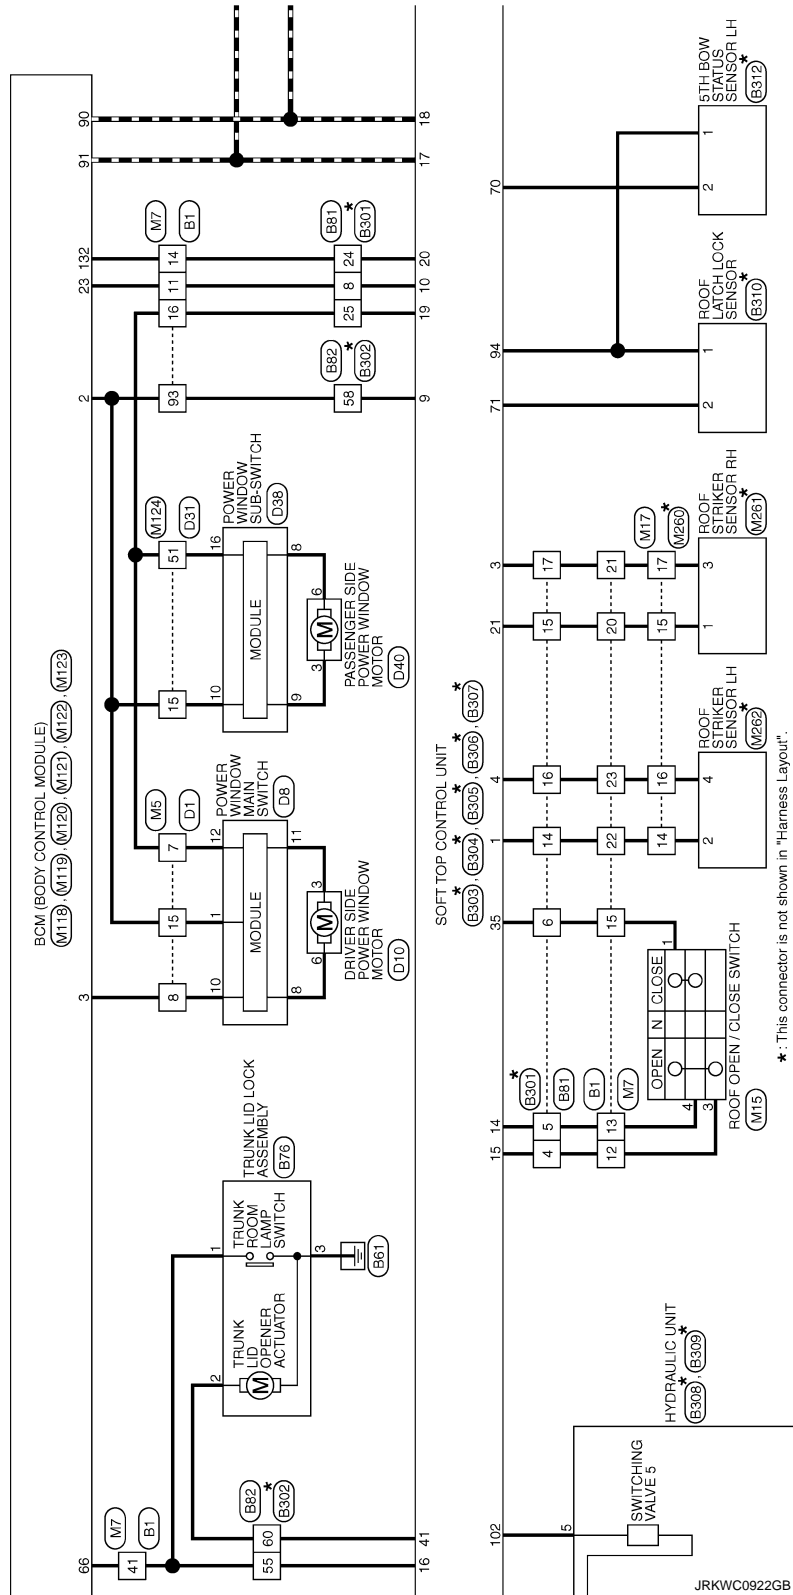 BCM (BODY CONTROL MODULE)
M118 , M119 , M120 , M121 , M122 , M123
66
3
2
23
132
91
90
M7
B1
41
M5
D1
8
15
7
M124
D31
15
51
93
16
11
14
M7
B1
TRUNK LID LOCK
ASSEMBLY
B76
2
1
TRUNK
LID
OPENER
ACTUATOR
M
TRUNK
ROOM
LAMP
SWITCH
3
B61
B82
*
B302
55
60
16
41
POWER
WINDOW
MAIN
SWITCH
D8
10
1
12
MODULE
8
11
6
3
M
DRIVER SIDE
POWER WINDOW
MOTOR
D10
POWER
WINDOW
SUB-SWITCH
D38
10
16
MODULE
9
8
3
6
M
PASSENGER SIDE
POWER WINDOW
MOTOR
D40
B82
*
B302
58
B81
*
B301
25
8
24
9
19
10
20
17
18
SOFT TOP CONTROL UNIT
* * * * *
B303 , B304 , B305 , B306 , B307
102
15
14
35
1
4
21
3
71
94
70
HYDRAULIC UNIT
* *
B308 , B309
5
SWITCHING
VALVE 5
*
B301
B81
4
5
6
14
16
15
17
B1
M7
12
13
15
22
23
20
21
M17
*
M260
14
16
15
17
OPEN N CLOSE
1
4
3
ROOF OPEN / CLOSE SWITCH
M15
ROOF
STRIKER
SENSOR LH
*
M262
2
4
ROOF
STRIKER
SENSOR RH
*
M261
1
3
ROOF
LATCH LOCK
SENSOR
*
B310
2
1
5TH BOW
STATUS
SENSOR LH
*
B312
2
1
* : This connector is not shown in "Harness Layout".
JRKWC0922GB